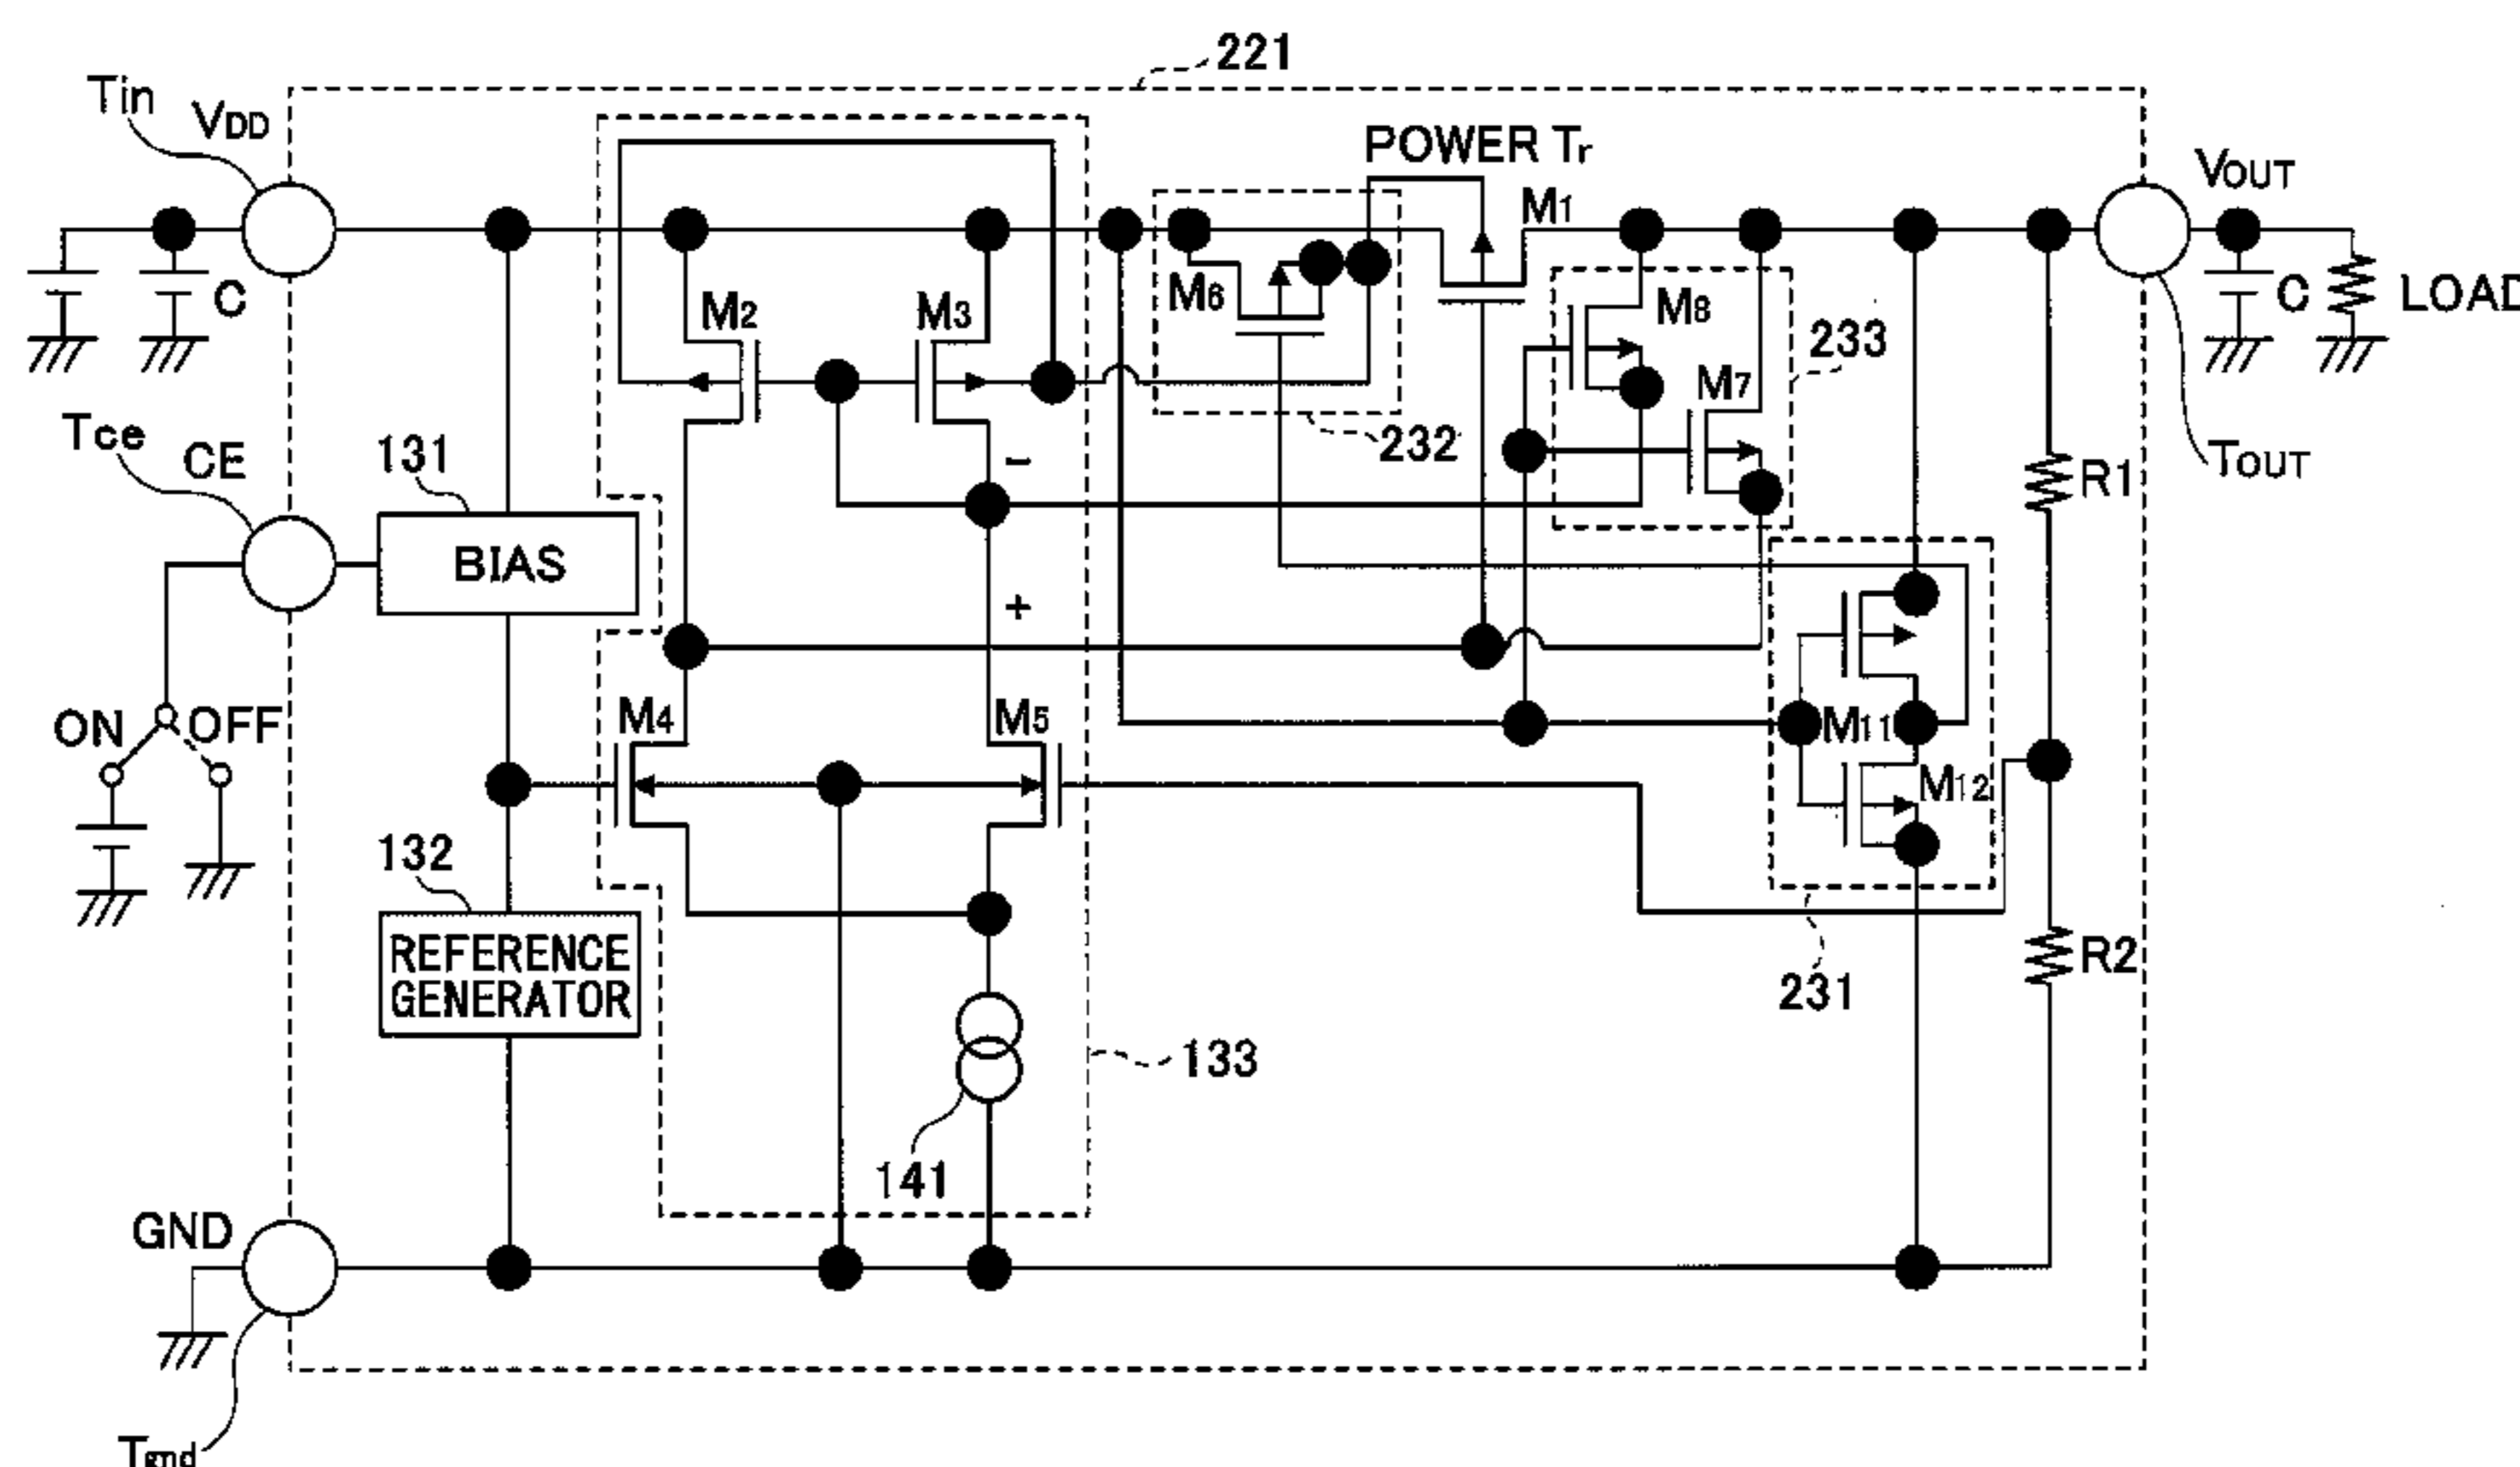 221
Tin
VDD
POWER Tr
M1
VOUT
C
M6
M8
C
LOAD
M2
M3
233
M7
Tce
CE
131
232
R1
TOUT
-
BIAS
+
ON
OFF
M4
M5
M11
M12
132
REFERENCE
GENERATOR
R2
231
133
141
GND
Tgnd